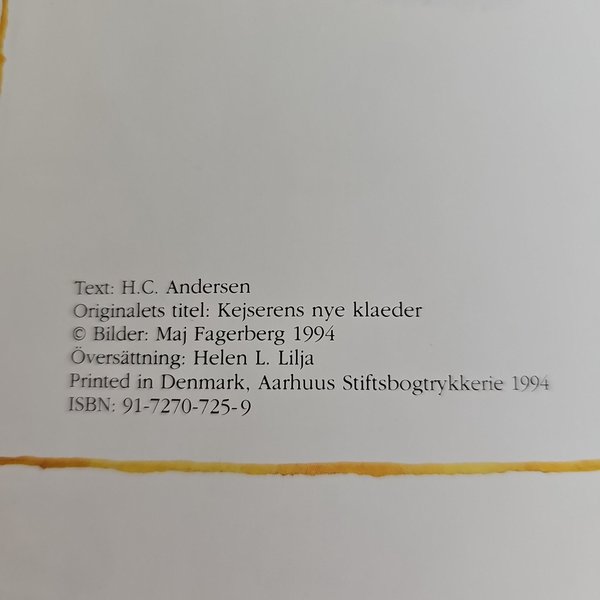 Text: H.C. Andersen
Originalets titel: Kejserens nye klaeder
© Bilder: Maj Fagerberg 1994
Översättning: Helen L. Lilja
Printed in Denmark, Aarhuus Stiftsbogtrykkerie 1994
ISBN: 91-7270-725-9